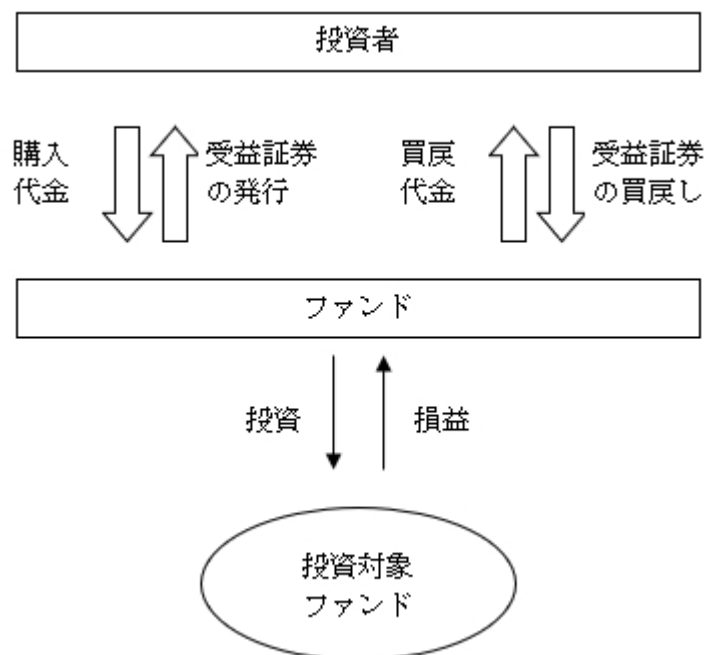 投資者
購入
代金
受益証券
の発行
買戻
代金
受益証券
の買戻し
ファンド
投資
損益
投資対象
ファンド